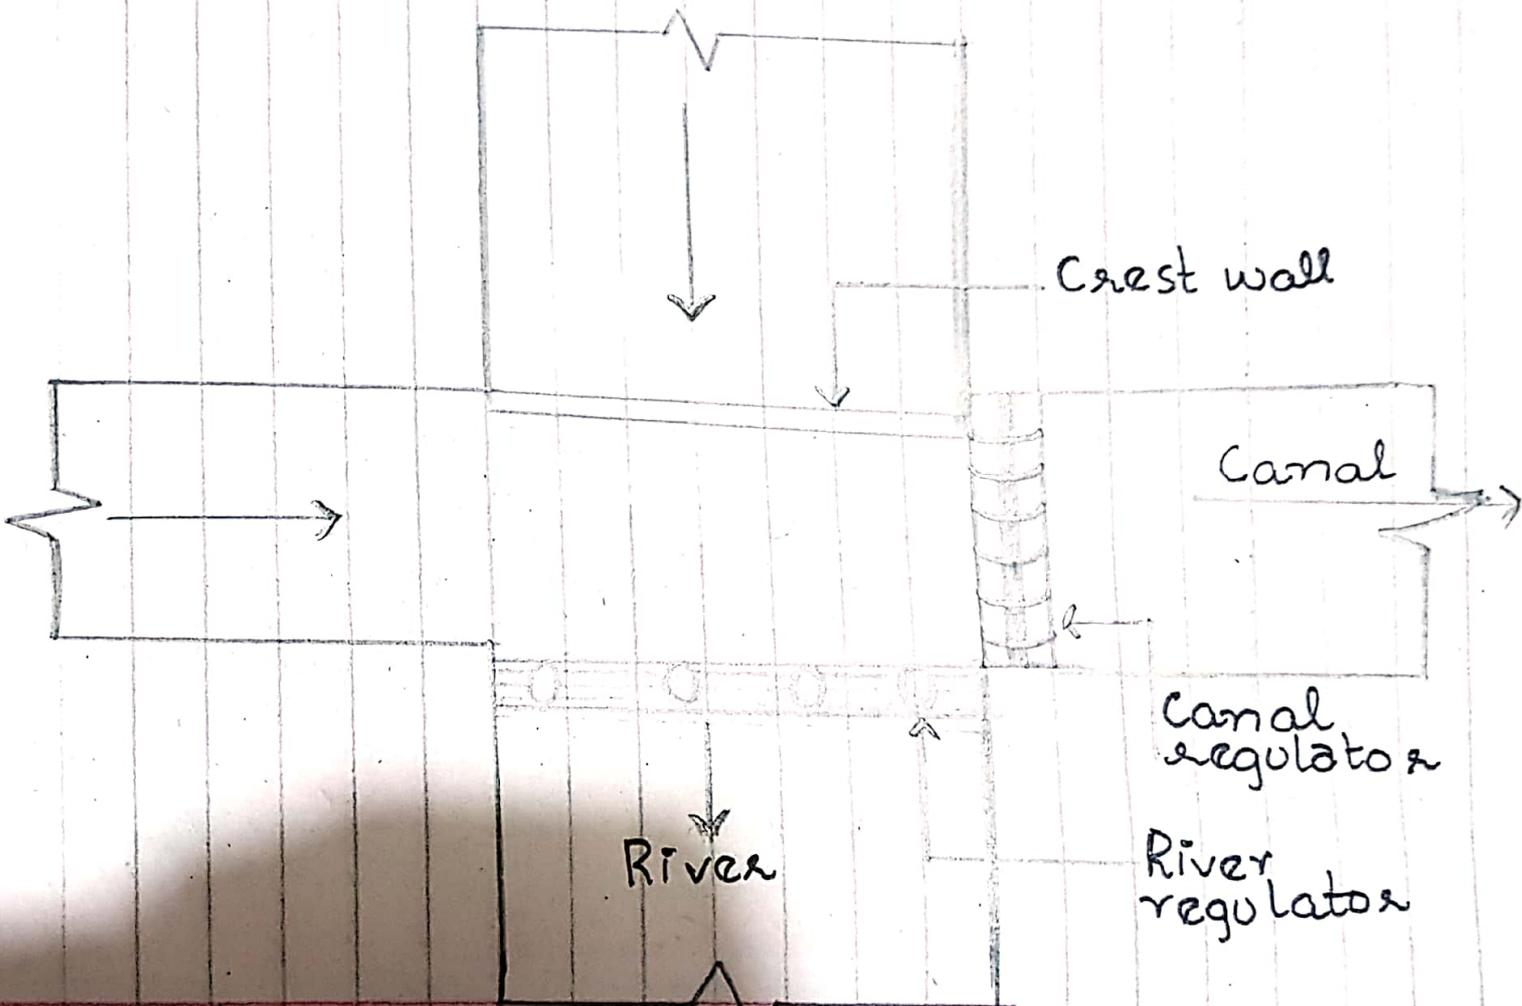 Crest wall
Canal
Canal
regulator
River
River
regulator